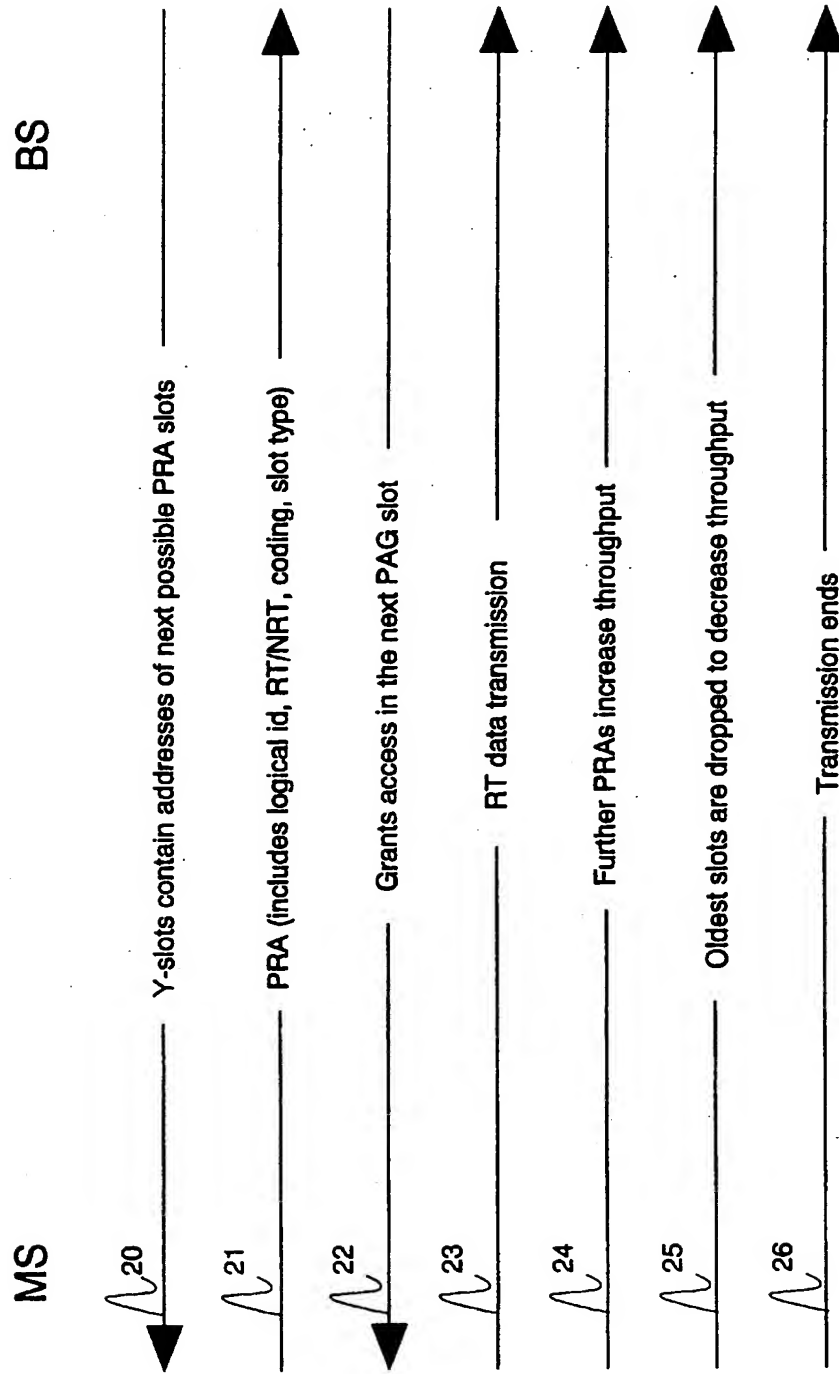 MS BS
20 Y-slots contain addresses of next possible PRA slots
21 PRA (includes logical id, RT/NRT, coding, slot type)
22 Grants access in the next PAG slot
23 RT data transmission
24 Further PRAs increase throughput
25 Oldest slots are dropped to decrease throughput
26 Transmission ends